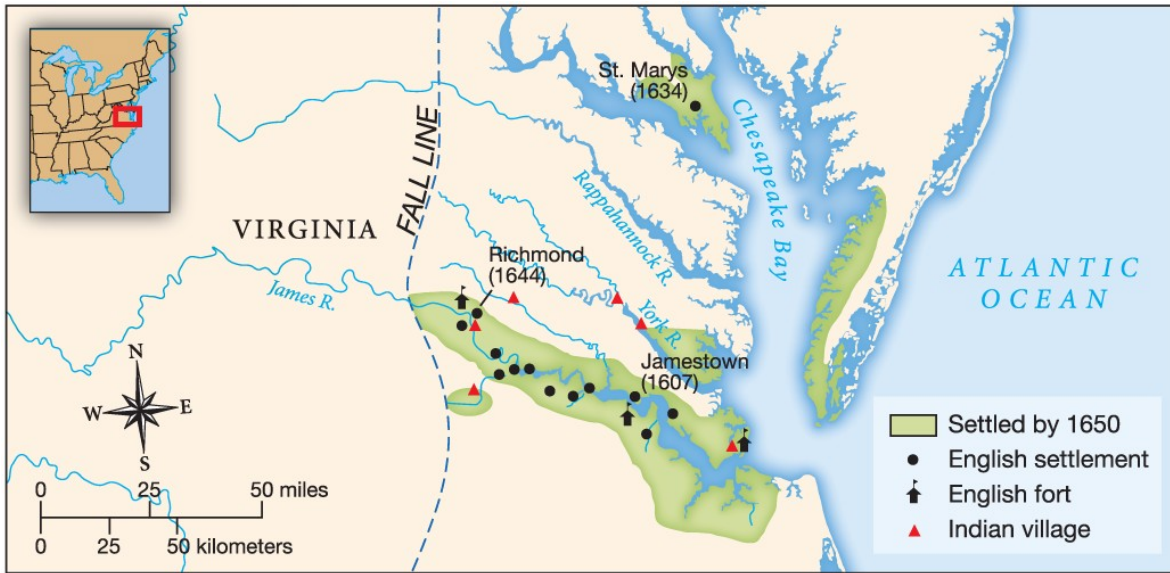 St. Marys
(1634)
Chesapeake Bay
FALL LINE
Rappahannock R.
VIRGINIA
Richmond
(1644)
ATLANTIC
OCEAN
James R.
York R.
Jamestown
(1607)
N
W
E
S
0
25
50 miles
0
25
50 kilometers
Settled by 1650
English settlement
English fort
Indian village